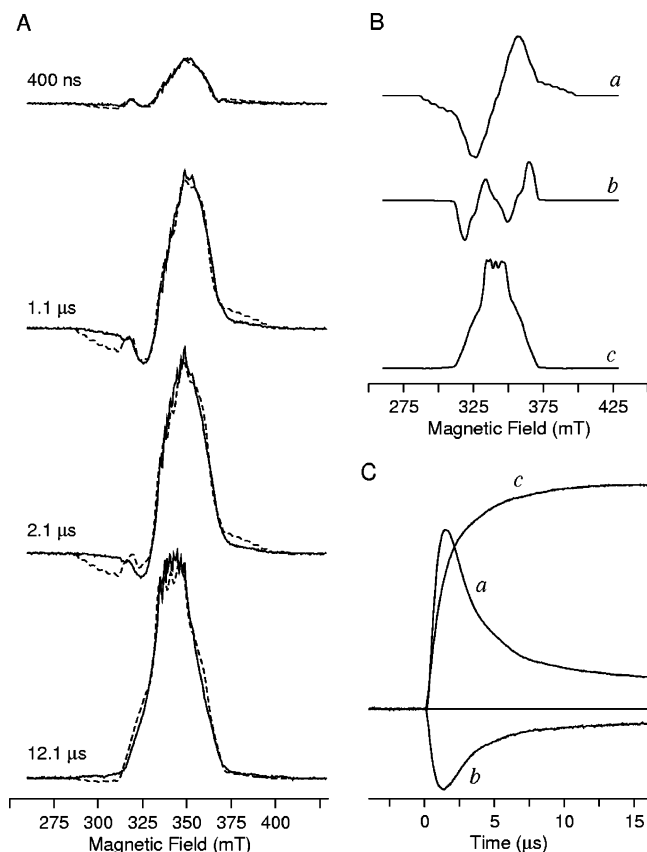 A
400 ns
1.1 μs
2.1 μs
12.1 μs
275 300 325 350 375 400
Magnetic Field (mT)
B
a
b
c
275 325 375 425
Magnetic Field (mT)
C
c
a
b
0 5 10 15
Time (μs)